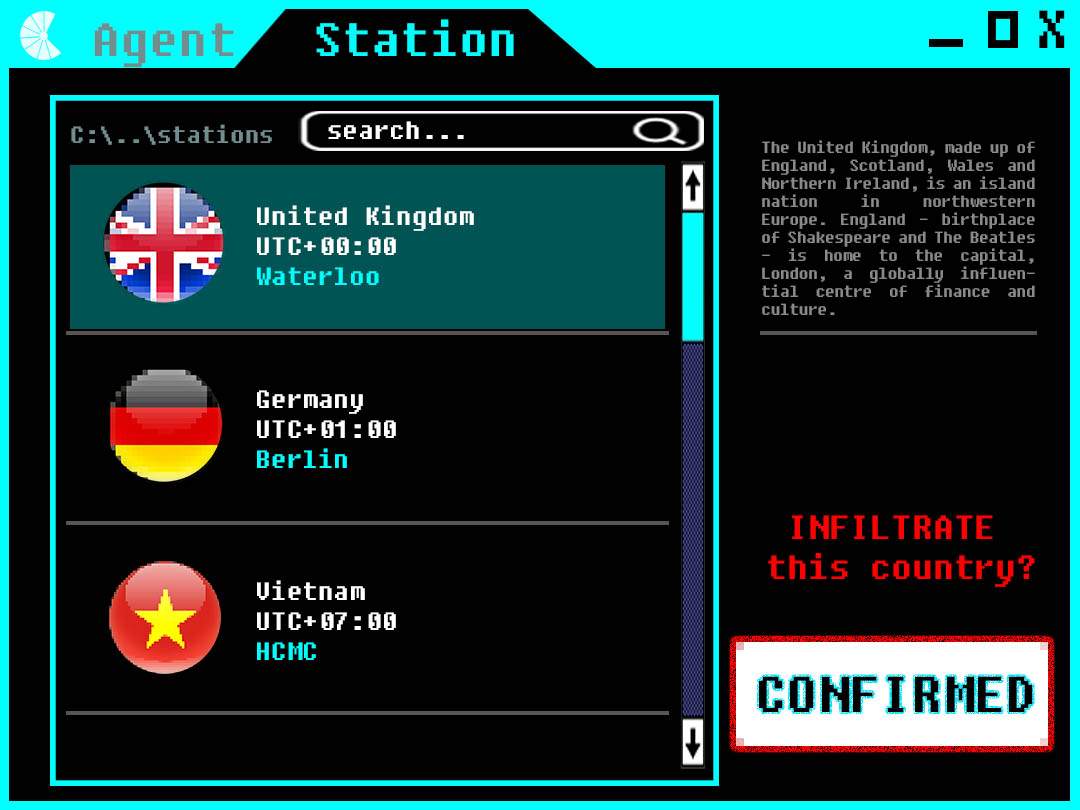 Agent
Station
C:\..\stations
search...
United Kingdom
UTC+00:00
Waterloo
Germany
UTC+01:00
Berlin
Vietnam
UTC+07:00
HCMC
The United Kingdom, made up of
England, Scotland, Wales and
Northern Ireland, is an island
nation in northwestern
Europe. England – birthplace
of Shakespeare and The Beatles
– is home to the capital,
London, a globally influen-
tial centre of finance and
culture.
INFILTRATE
this country?
CONFIRMED